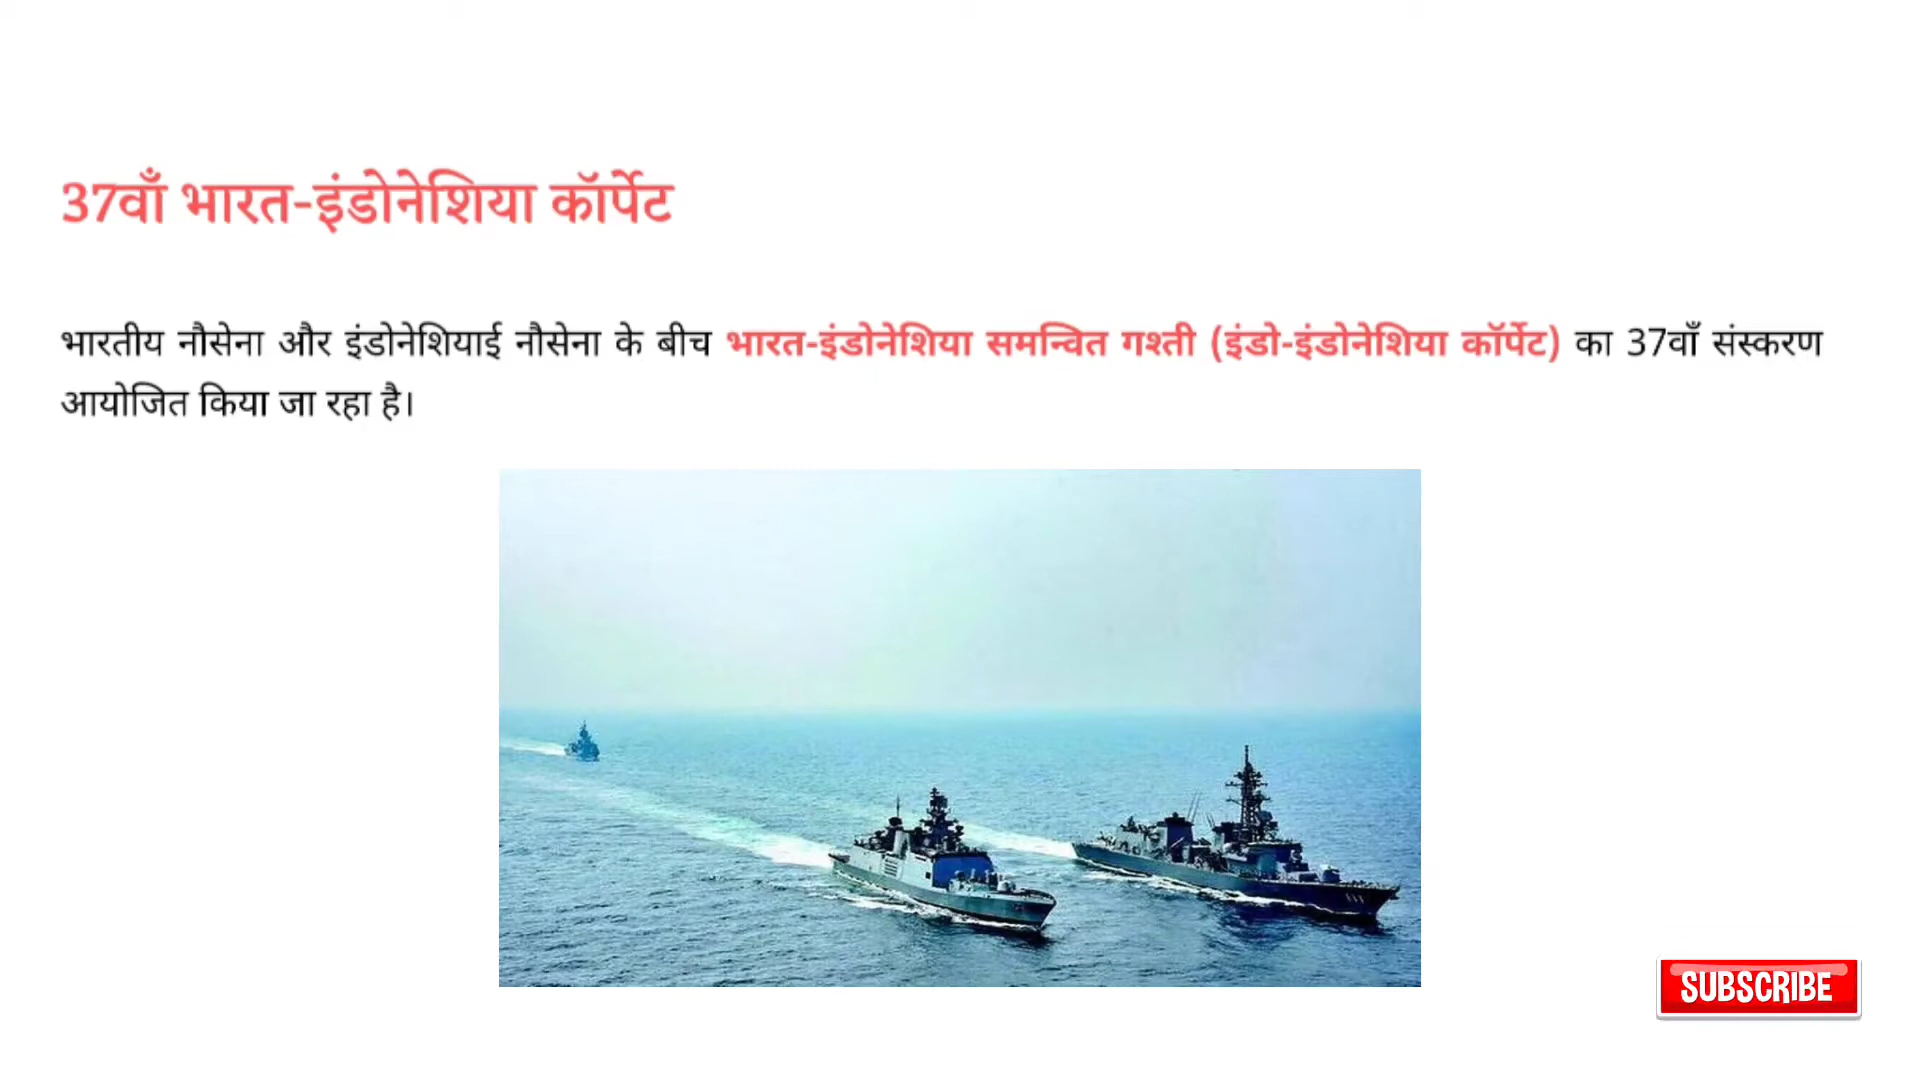 37वाँ भारत-इंडोनेशिया कॉर्पेट
भारतीय नौसेना और इंडोनेशियाई नौसेना के बीच भारत-इंडोनेशिया समन्वित गश्ती (इंडो-इंडोनेशिया कॉर्पेट) का 37वाँ संस्करण
आयोजित किया जा रहा है।
SUBSCRIBE